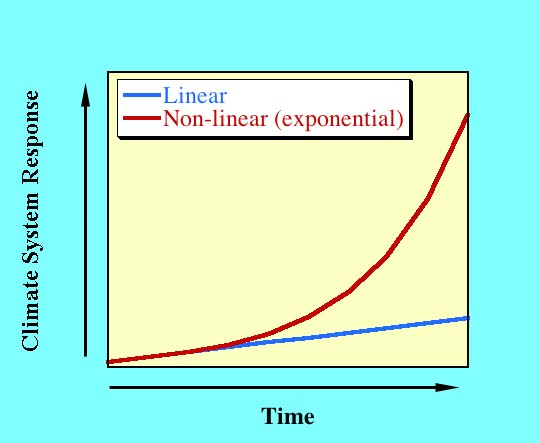 Linear
Non-linear (exponential)
Climate System Response
Time